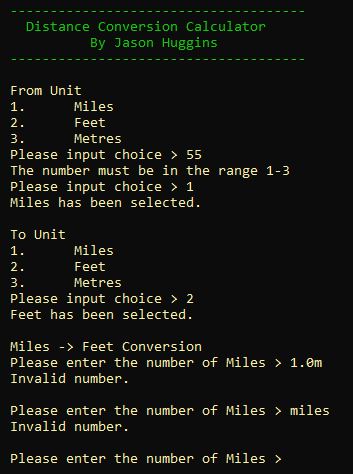 -------------------------------------
Distance Conversion Calculator
By Jason Huggins
-------------------------------------
From Unit
1. Miles
2. Feet
3. Metres
Please input choice > 55
The number must be in the range 1-3
Please input choice > 1
Miles has been selected.
To Unit
1. Miles
2. Feet
3. Metres
Please input choice > 2
Feet has been selected.
Miles -> Feet Conversion
Please enter the number of Miles > 1.0m
Invalid number.
Please enter the number of Miles > miles
Invalid number.
Please enter the number of Miles >